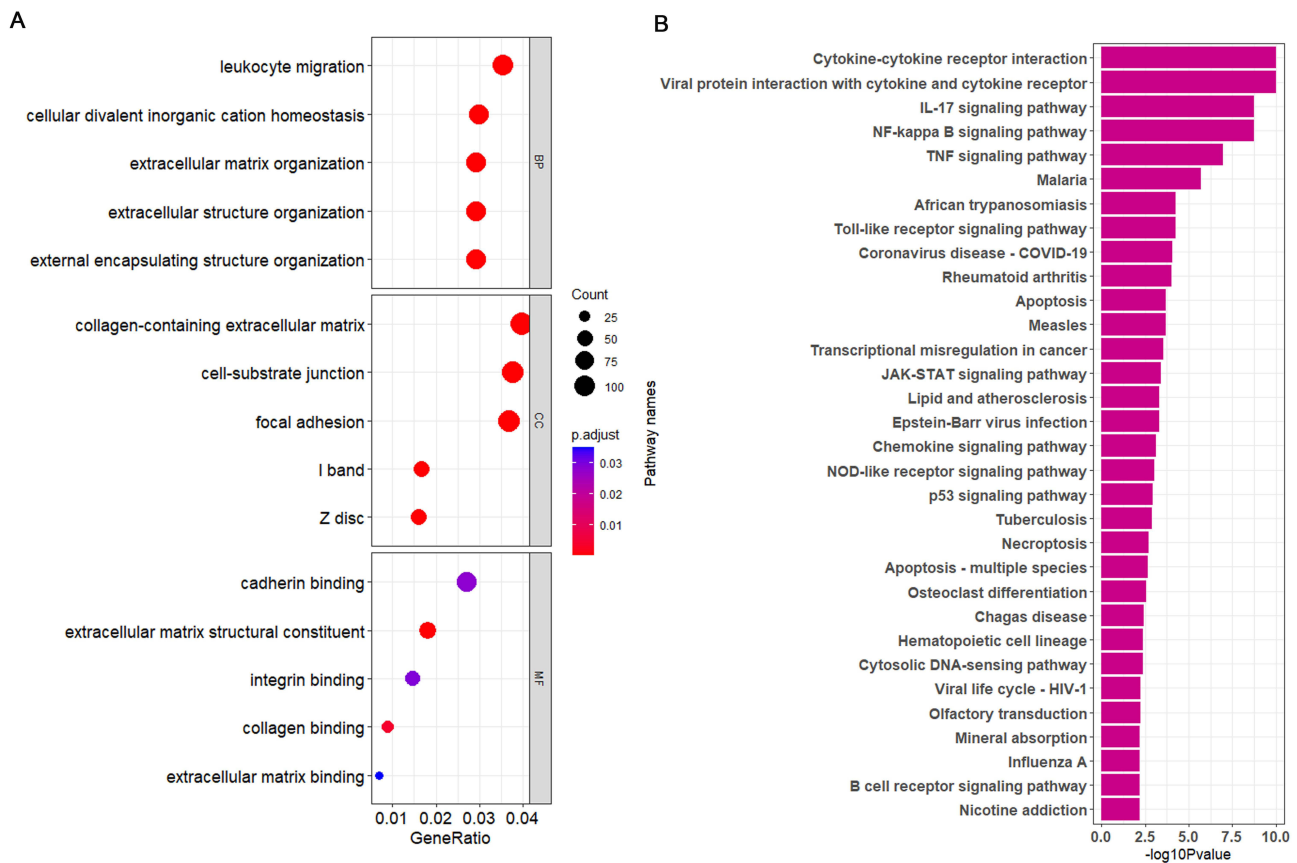 A
leukocyte migration
cellular divalent inorganic cation homeostasis
extracellular matrix organization
extracellular structure organization
external encapsulating structure organization
BP
collagen-containing extracellular matrix
cell-substrate junction
focal adhesion
I band
Z disc
CC
cadherin binding
extracellular matrix structural constituent
integrin binding
collagen binding
extracellular matrix binding
MF
0.01 0.02 0.03 0.04
GeneRatio
Count
25
50
75
100
p.adjust
0.03
0.02
0.01
B
Pathway names
Cytokine-cytokine receptor interaction
Viral protein interaction with cytokine and cytokine receptor
IL-17 signaling pathway
NF-kappa B signaling pathway
TNF signaling pathway
Malaria
African trypanosomiasis
Toll-like receptor signaling pathway
Coronavirus disease - COVID-19
Rheumatoid arthritis
Apoptosis
Measles
Transcriptional misregulation in cancer
JAK-STAT signaling pathway
Lipid and atherosclerosis
Epstein-Barr virus infection
Chemokine signaling pathway
NOD-like receptor signaling pathway
p53 signaling pathway
Tuberculosis
Necroptosis
Apoptosis - multiple species
Osteoclast differentiation
Chagas disease
Hematopoietic cell lineage
Cytosolic DNA-sensing pathway
Viral life cycle - HIV-1
Olfactory transduction
Mineral absorption
Influenza A
B cell receptor signaling pathway
Nicotine addiction
0.0 2.5 5.0 7.5 10.0
-log10Pvalue